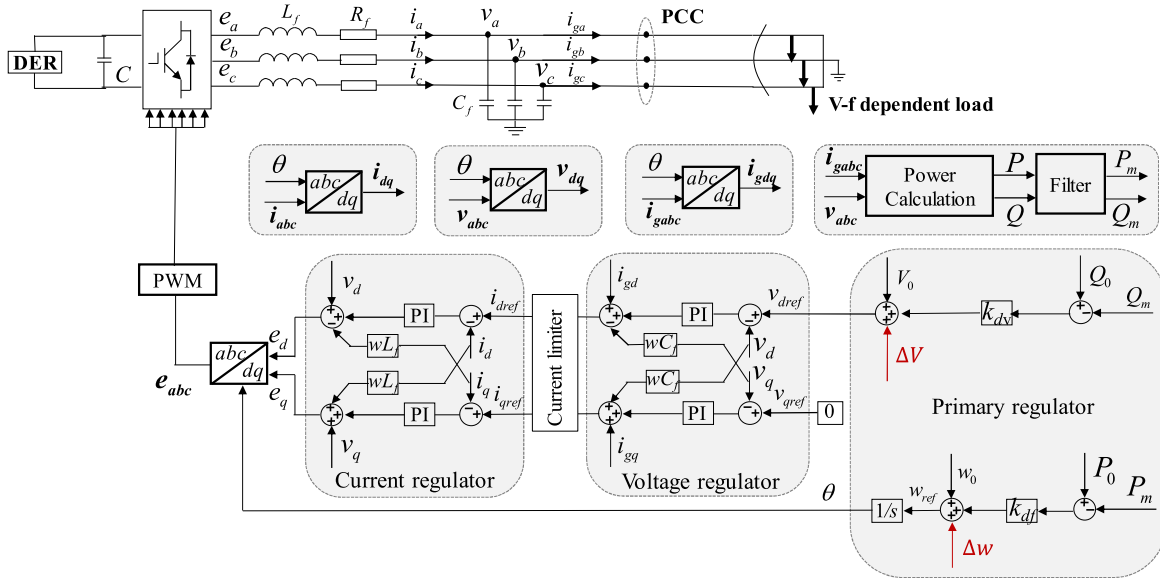 e_a L_f R_f i_a v_a i_ga PCC
DER C e_b i_b v_b i_gb
e_c i_c v_c i_gc
C_f
V-f dependent load
θ abc dq i_dq i_abc
θ abc dq v_dq v_abc
θ abc dq i_gdq i_gabc
i_gabc v_abc Power Calculation P Q Filter P_m Q_m
PWM
v_d i_gd V_0 Q_0 Q_m
+ + − PI − + i_dref + + − PI − + v_dref + + + k_dv + −
e_d wL_f i_d wC_f v_d ΔV
abc dq
e_abc
Current limiter
e_q wL_f i_q wC_f v_q
+ + + PI − + i_qref + + + PI − + v_qref 0
v_q i_gq
Current regulator
Voltage regulator
Primary regulator
θ 1/s w_ref w_0 + + + k_df + − P_0 P_m
Δw